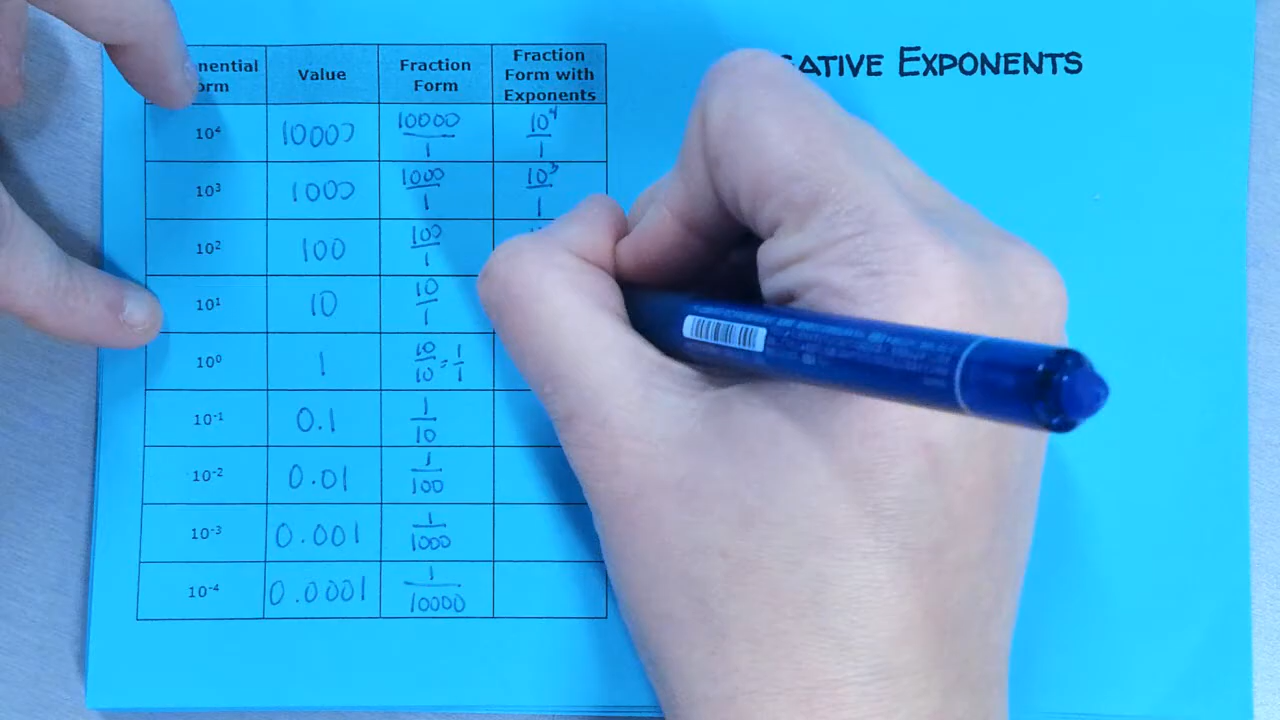 ATIVE EXPONENTS
nential orm | Value | Fraction Form | Fraction Form with Exponents
10⁴ | 10000 | 10000/1 | 10⁴/1
10³ | 1000 | 1000/1 | 10³/1
10² | 100 | 100/1
10¹ | 10 | 10/1
10⁰ | 1 | 10/10 = 1/1
10⁻¹ | 0.1 | 1/10
10⁻² | 0.01 | 1/100
10⁻³ | 0.001 | 1/1000
10⁻⁴ | 0.0001 | 1/10000